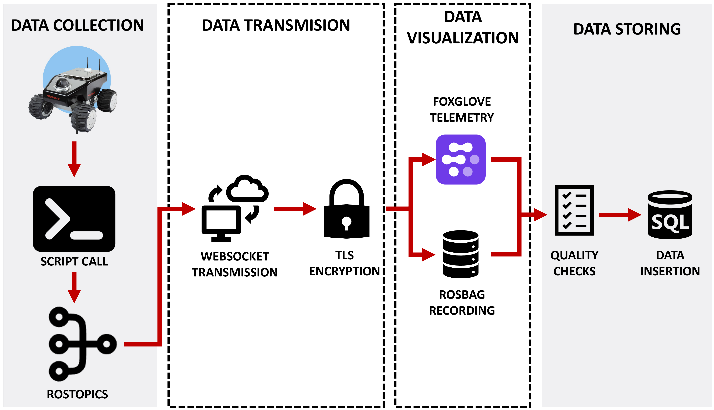 DATA COLLECTION
SCRIPT CALL
ROSTOPICS
DATA TRANSMISION
WEBSOCKET
TRANSMISSION
TLS
ENCRYPTION
DATA
VISUALIZATION
FOXGLOVE
TELEMETRY
ROSBAG
RECORDING
DATA STORING
QUALITY
CHECKS
SQL
DATA
INSERTION